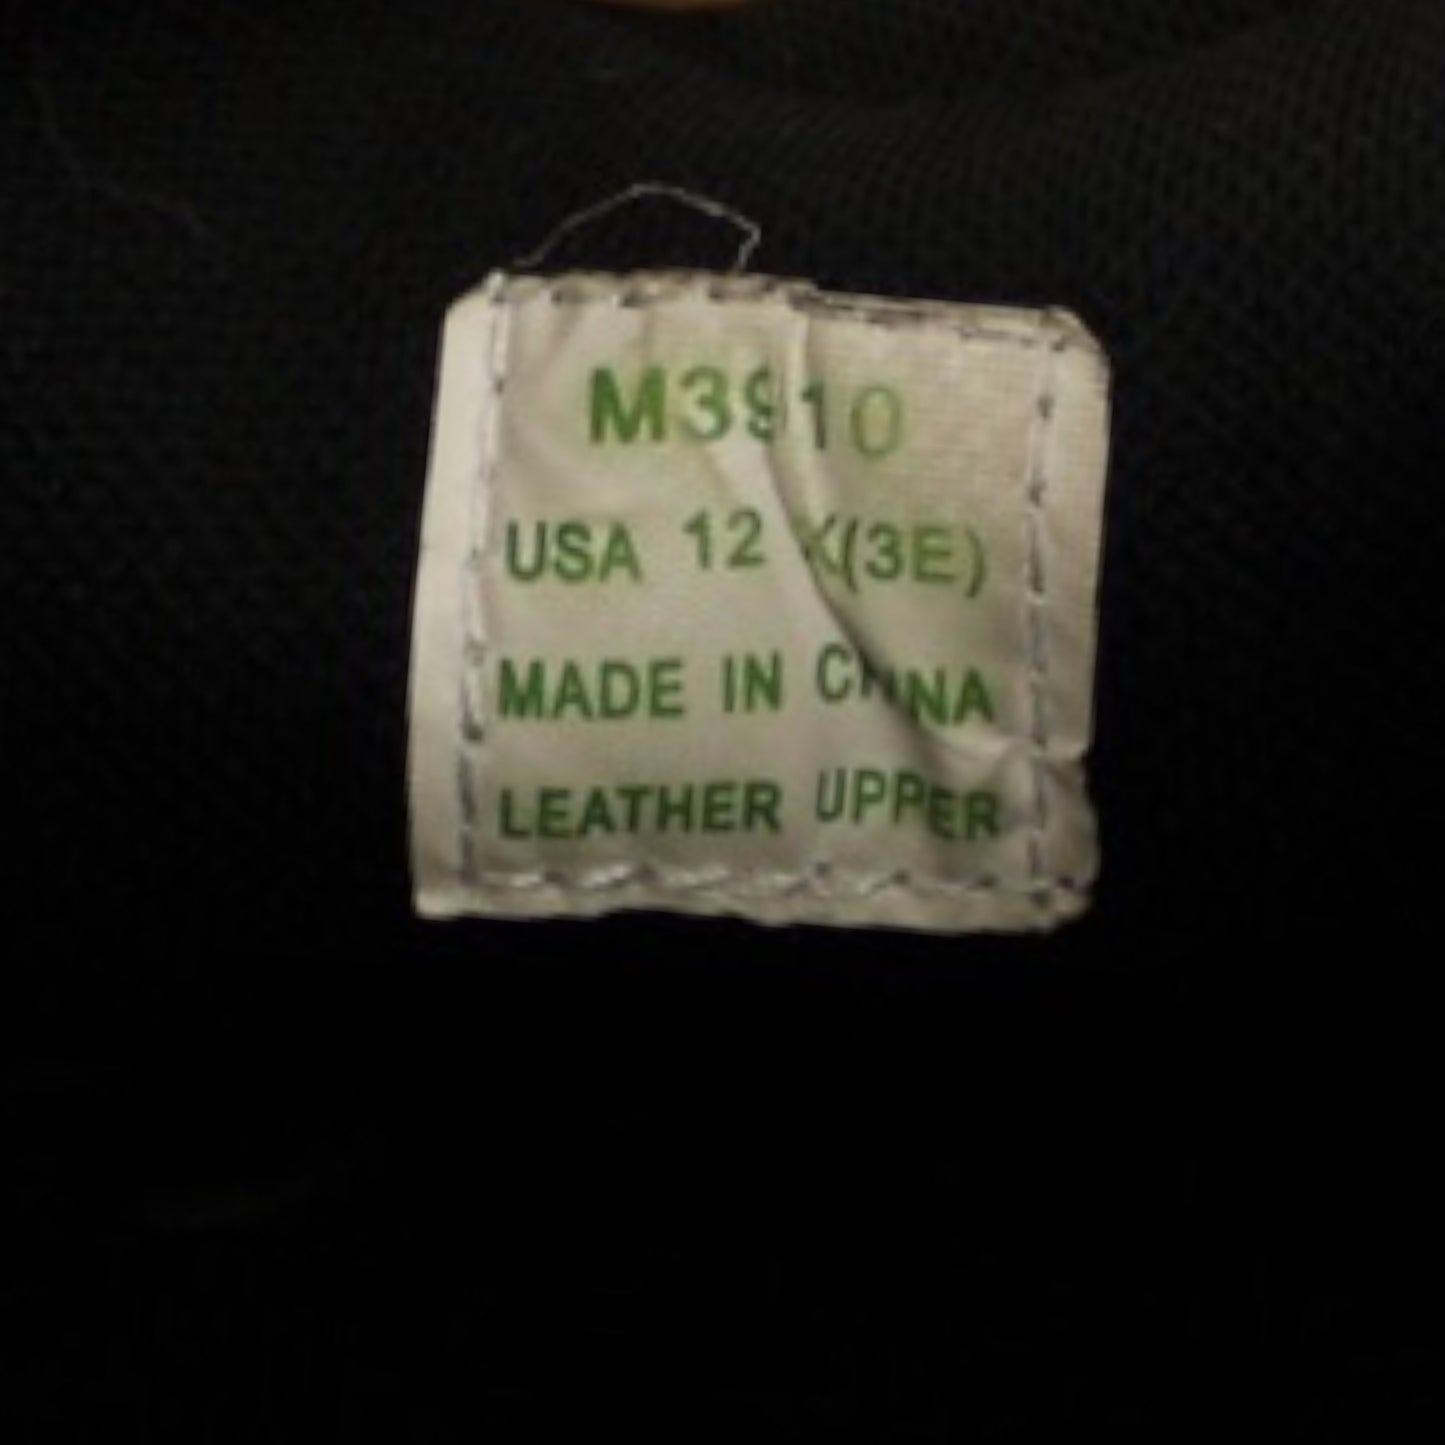 M3910
USA 12 X(3E)
MADE IN CHINA
LEATHER UPPER